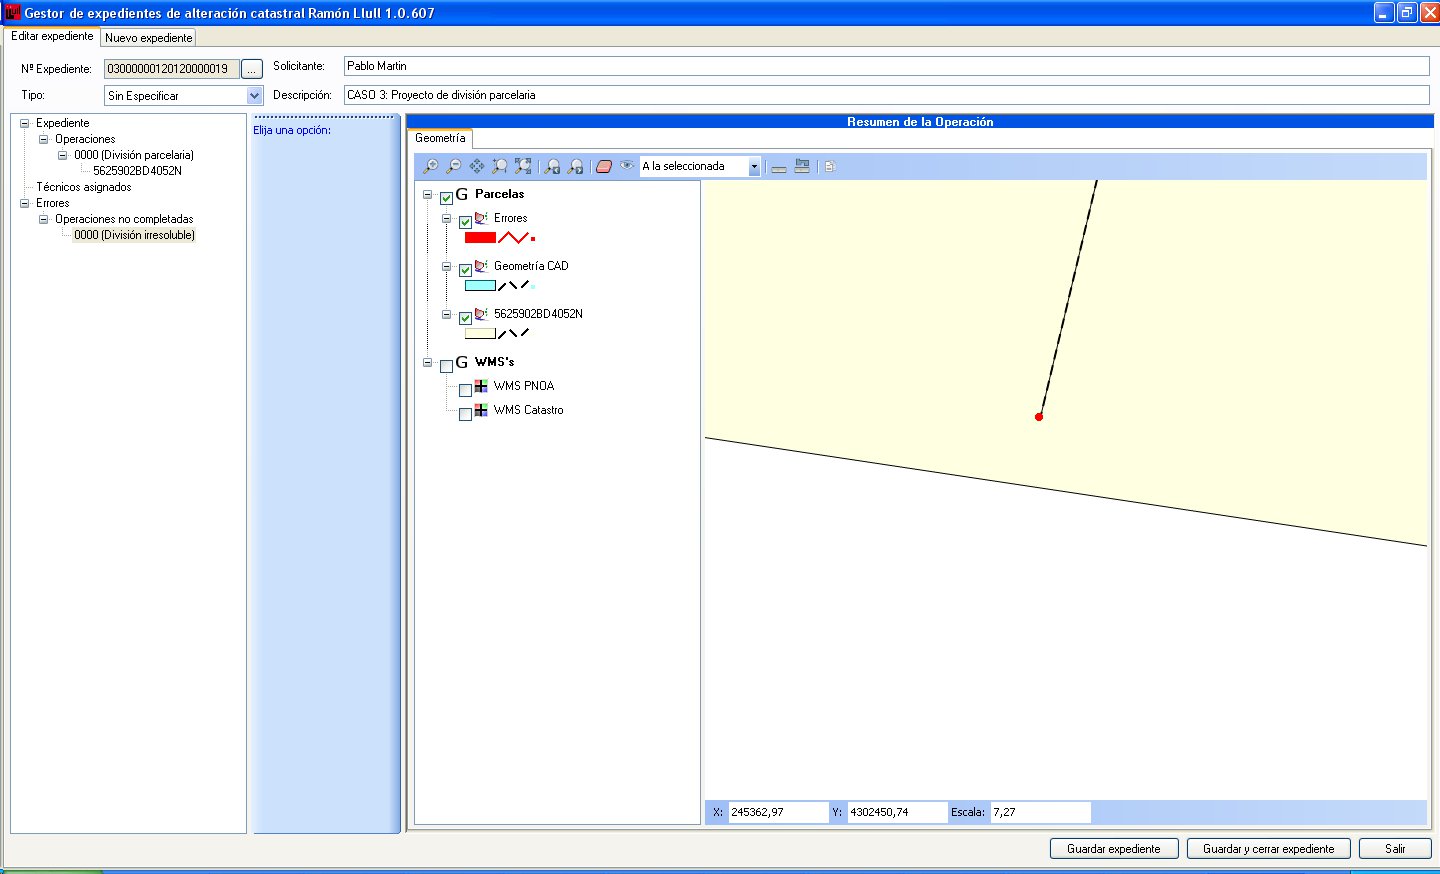 Gestor de expedientes de alteración catastral Ramón Llull 1.0.607
Editar expediente
Nuevo expediente
Nº Expediente:
03000000120120000019
...
Solicitante:
Pablo Martin
Tipo:
Sin Especificar
Descripción:
CASO 3: Proyecto de división parcelaria
Expediente
Operaciones
0000 (División parcelaria)
5625902BD4052N
Técnicos asignados
Errores
Operaciones no completadas
0000 (División irresoluble)
Elija una opción:
Resumen de la Operación
Geometría
A la seleccionada
G Parcelas
Errores
Geometría CAD
5625902BD4052N
G WMS's
WMS PNOA
WMS Catastro
X: 245362,97 Y: 4302450,74 Escala: 7,27
Guardar expediente
Guardar y cerrar expediente
Salir